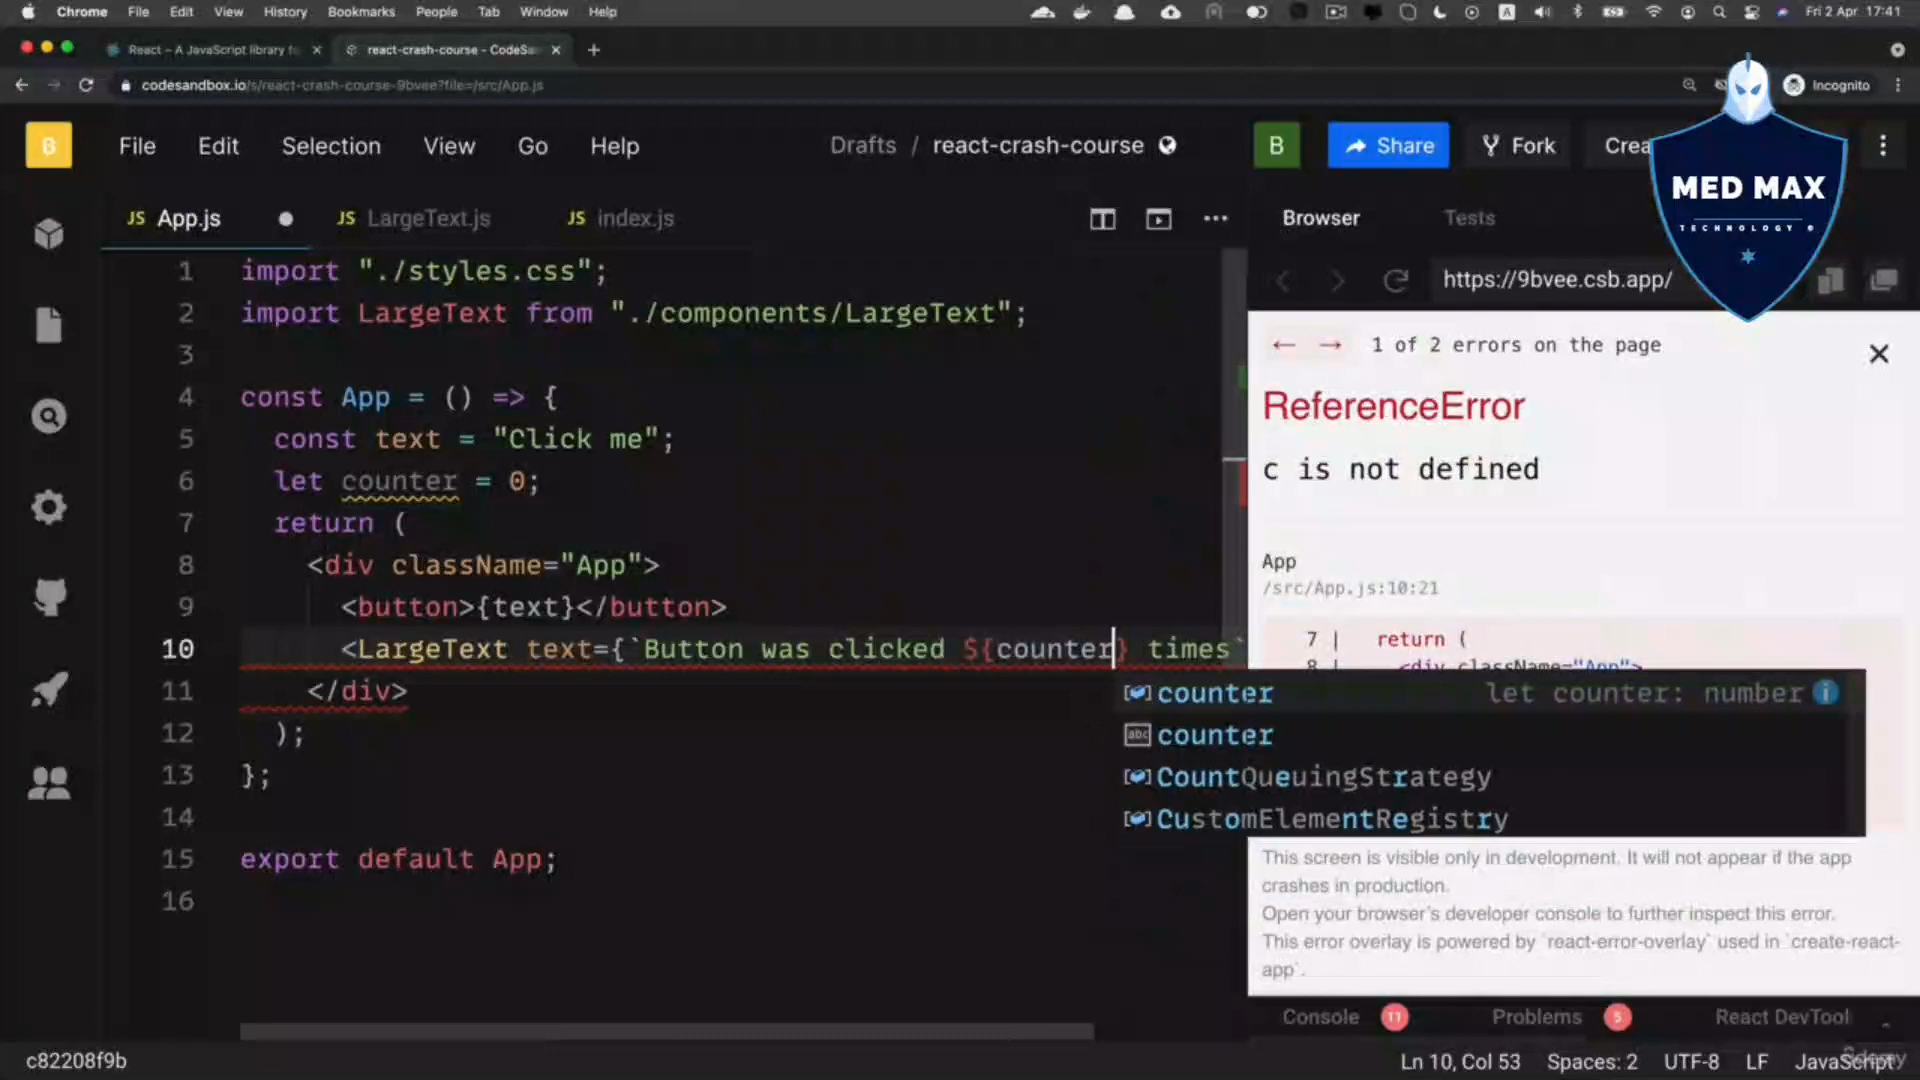 Chrome File Edit View History Bookmarks People Tab Window Help
A
Fri 2 Apr 17:41
React – A JavaScript library
react-crash-course - CodeSa
codesandbox.io/s/react-crash-course-9bvee?file=/src/App.js
Incognito
B
File Edit Selection View Go Help
Drafts / react-crash-course
B
Share
Fork
Crea
MED MAX
TECHNOLOGY
JS App.js
JS LargeText.js
JS index.js
Browser
Tests
https://9bvee.csb.app/
1 import "./styles.css";
2 import LargeText from "./components/LargeText";
3
4 const App = () => {
5 const text = "Click me";
6 let counter = 0;
7 return (
8 <div className="App">
9 <button>{text}</button>
10 <LargeText text={`Button was clicked ${counter} times`
11 </div>
12 );
13 };
14
15 export default App;
16
counter let counter: number
abc counter
CountQueuingStrategy
CustomElementRegistry
← → 1 of 2 errors on the page
ReferenceError
c is not defined
App
/src/App.js:10:21
7 | return (
8 | <div className="App">
This screen is visible only in development. It will not appear if the app
crashes in production.
Open your browser's developer console to further inspect this error.
This error overlay is powered by `react-error-overlay` used in `create-react-
app`.
Console 11
Problems 5
React DevTool
c82208f9b
Ln 10, Col 53 Spaces: 2 UTF-8 LF JavaScript
Udemy